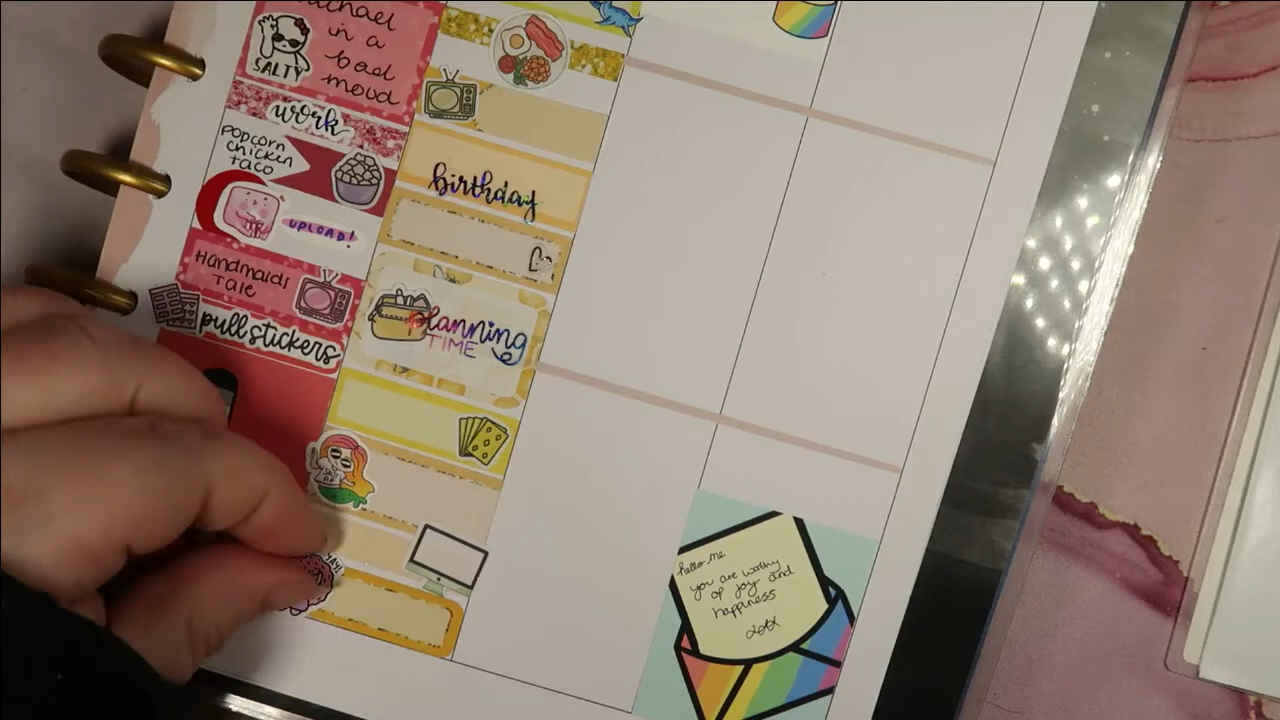 Michael
in a
bad
mood
SALTY
work
POPCORN
CHICKEN
TACO
UPLOAD!
HANDMAIDS
TALE
pull stickers
birthday
planning
TIME
YAY!
hello me
you are worthy
of joy and
happiness